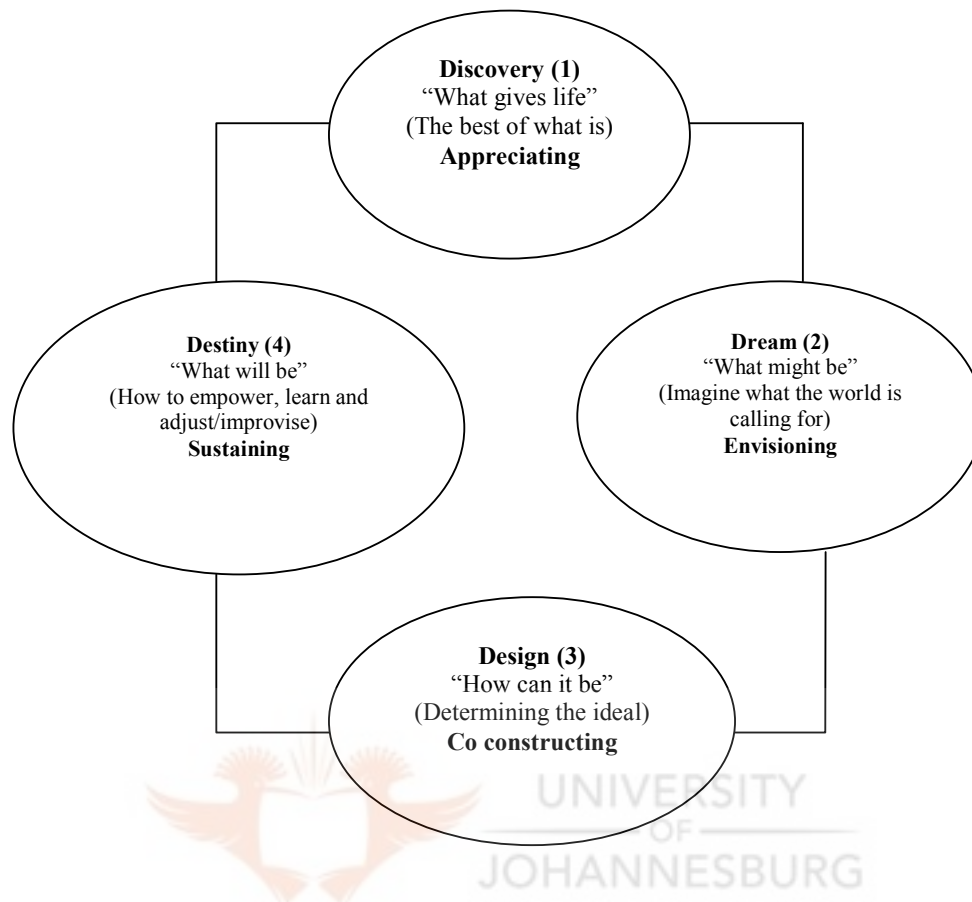 Discovery (1)
“What gives life”
(The best of what is)
Appreciating
Dream (2)
“What might be”
(Imagine what the world is
calling for)
Envisioning
Design (3)
“How can it be”
(Determining the ideal)
Co constructing
Destiny (4)
“What will be”
(How to empower, learn and
adjust/improvise)
Sustaining
UNIVERSITY
OF
JOHANNESBURG